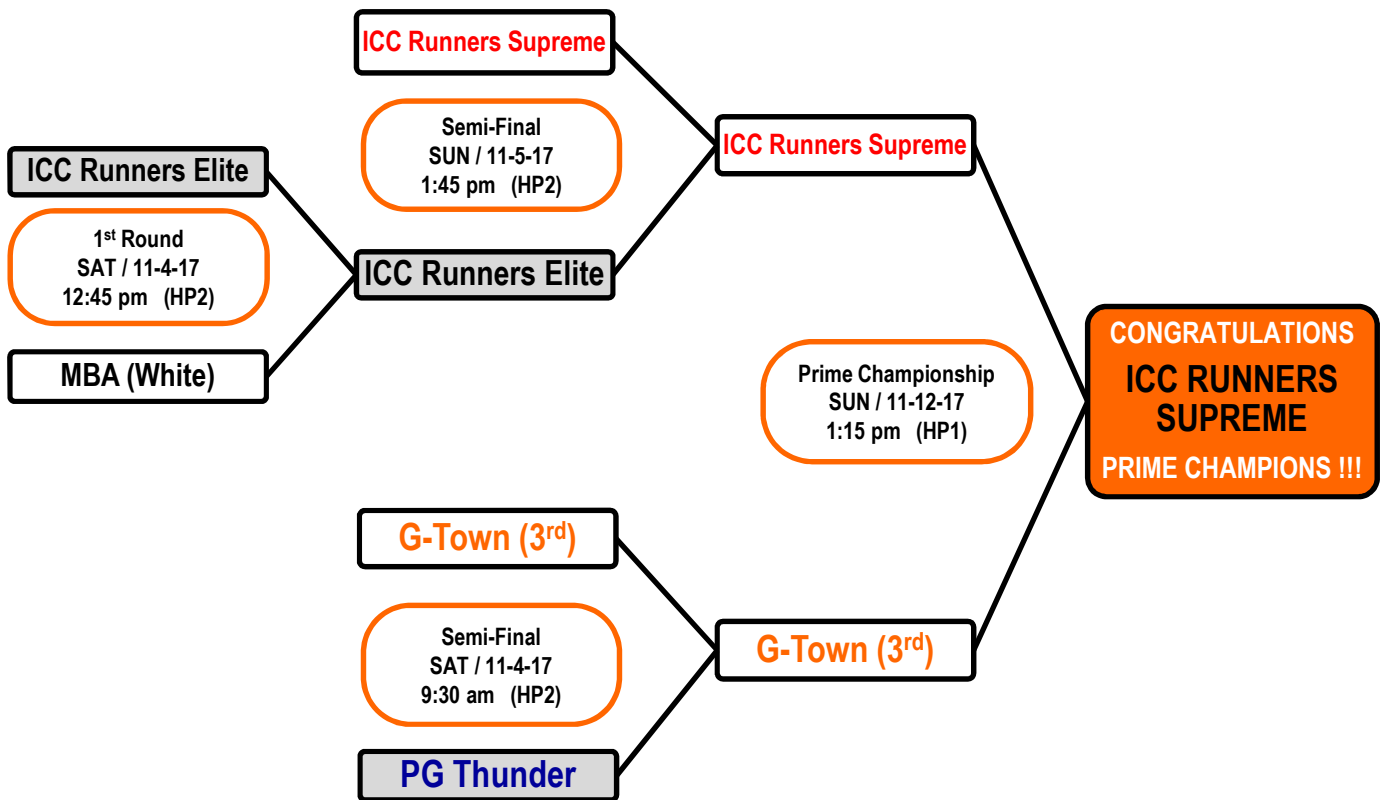 ICC Runners Supreme
Semi-Final
SUN / 11-5-17
1:45 pm (HP2)
ICC Runners Supreme
ICC Runners Elite
1st Round
SAT / 11-4-17
12:45 pm (HP2)
ICC Runners Elite
MBA (White)
Prime Championship
SUN / 11-12-17
1:15 pm (HP1)
CONGRATULATIONS
ICC RUNNERS
SUPREME
PRIME CHAMPIONS !!!
G-Town (3rd)
Semi-Final
SAT / 11-4-17
9:30 am (HP2)
G-Town (3rd)
PG Thunder